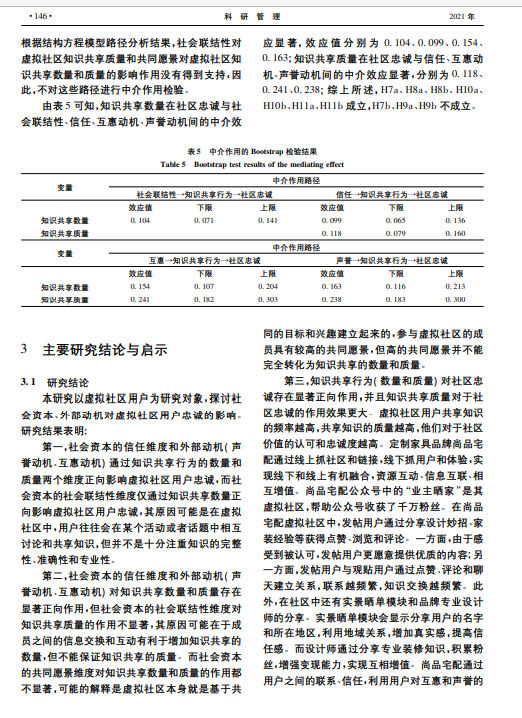 ·146·
科 研 管 理
2021 年
根据结构方程模型路径分析结果,社会联结性对
虚拟社区知识共享质量和共同愿景对虚拟社区知
识共享数量和质量的影响作用没有得到支持,因
此,不对这些路径进行中介作用检验。
由表 5 可知,知识共享数量在社区忠诚与社
会联结性、信任、互惠动机、声誉动机间的中介效
应显著,效应值分别为 0. 104、0. 099、0. 154、
0. 163;知识共享质量在社区忠诚与信任、互惠动
机、声誉动机间的中介效应显著,分别为 0. 118、
0. 241、0. 238; 综上所述,H7a、H8a、H8b、H10a、
H10b、H11a、H11b 成立,H7b、H9a、H9b 不成立。
表 5 中介作用的 Bootstrap 检验结果
Table 5 Bootstrap test results of the mediating effect
变量
中介作用路径
社会联结性→知识共享行为→社区忠诚 信任→知识共享行为→社区忠诚
效应值 下限 上限 效应值 下限 上限
知识共享数量 0. 104 0. 071 0. 141 0. 099 0. 065 0. 136
知识共享质量 0. 118 0. 079 0. 160
变量
中介作用路径
互惠→知识共享行为→社区忠诚 声誉→知识共享行为→社区忠诚
效应值 下限 上限 效应值 下限 上限
知识共享数量 0. 154 0. 107 0. 204 0. 163 0. 116 0. 213
知识共享质量 0. 241 0. 182 0. 303 0. 238 0. 183 0. 300
3 主要研究结论与启示
3. 1 研究结论
本研究以虚拟社区用户为研究对象,探讨社
会资本、外部动机对虚拟社区用户忠诚的影响。
研究结果表明:
第一,社会资本的信任维度和外部动机( 声
誉动机、互惠动机) 通过知识共享行为的数量和
质量两个维度正向影响虚拟社区用户忠诚,而社
会资本的社会联结性维度仅通过知识共享数量正
向影响虚拟社区用户忠诚,其原因可能是在虚拟
社区中,用户往往会在某个活动或者话题中相互
讨论和共享知识,但并不是十分注重知识的完整
性、准确性和专业性。
第二,社会资本的信任维度和外部动机( 声
誉动机、互惠动机) 对知识共享数量和质量存在
显著正向作用,但社会资本的社会联结性维度对
知识共享质量的作用不显著,其原因可能在于成
员之间的信息交换和互动有利于增加知识共享的
数量,但不能保证知识共享的质量。而社会资本
的共同愿景维度对知识共享数量和质量的作用都
不显著,可能的解释是虚拟社区本身就是基于共
同的目标和兴趣建立起来的,参与虚拟社区的成
员具有较高的共同愿景,但高的共同愿景并不能
完全转化为知识共享的数量和质量。
第三,知识共享行为( 数量和质量) 对社区忠
诚存在显著正向作用,并且知识共享质量对于社
区忠诚的作用效果更大。虚拟社区用户共享知识
的频率越高,共享知识的质量越高,他们对于社区
价值的认可和忠诚度越高。定制家具品牌尚品宅
配通过线上抓社区和链接,线下抓用户和体验,实
现线下和线上有机融合,资源互动、信息互联、相
互增值。尚品宅配公众号中的“业主晒家”是其
虚拟社区,帮助公众号收获了千万粉丝。在尚品
宅配虚拟社区中,发帖用户通过分享设计妙招、家
装经验等获得点赞、浏览和评论。一方面,由于感
受到被认可,发帖用户更愿意提供优质的内容;另
一方面,发帖用户与观贴用户通过点赞、评论和聊
天建立关系,联系越频繁,知识交换越频繁。此
外,在社区中还有实景晒单模块和品牌专业设计
师的分享。实景晒单模块会显示分享用户的名字
和所在地区,利用地域关系,增加真实感,提高信
任感。而设计师通过分享专业装修知识,积累粉
丝,增强变现能力,实现互相增值。尚品宅配通过
用户之间的联系、信任,利用用户对互惠和声誉的